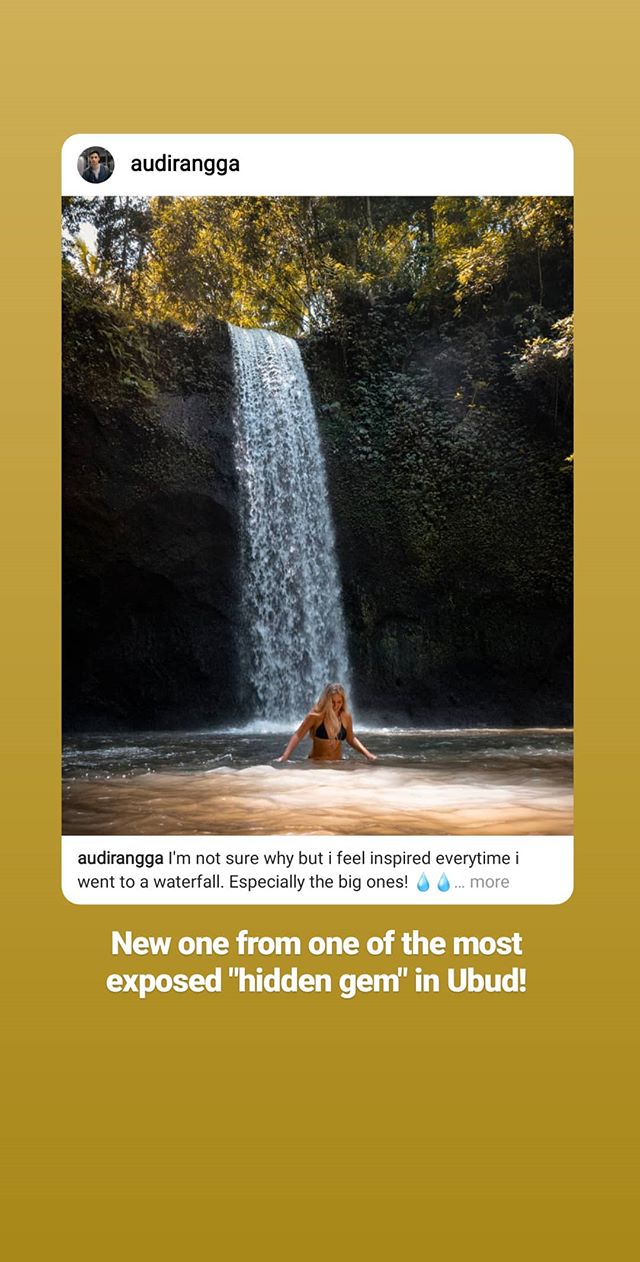 audirangga
audirangga I'm not sure why but i feel inspired everytime i
went to a waterfall. Especially the big ones! 💧💧... more
New one from one of the most
exposed "hidden gem" in Ubud!